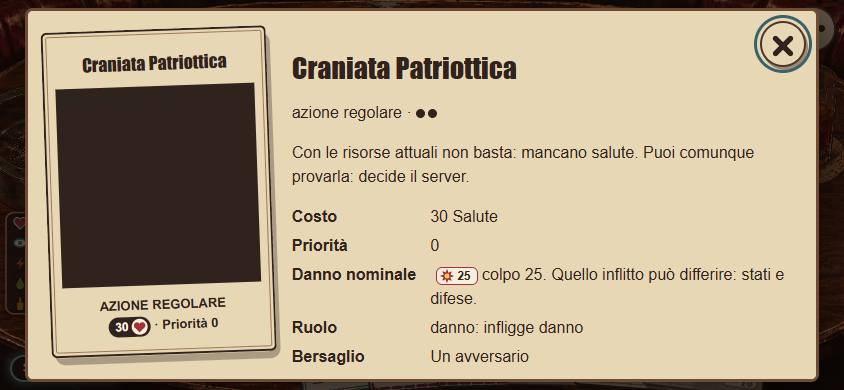 Craniata Patriottica
AZIONE REGOLARE
30 · Priorità 0
Craniata Patriottica
azione regolare · ●●
Con le risorse attuali non basta: mancano salute. Puoi comunque
provarla: decide il server.
Costo 30 Salute
Priorità 0
Danno nominale 25 colpo 25. Quello inflitto può differire: stati e
difese.
Ruolo danno: infligge danno
Bersaglio Un avversario